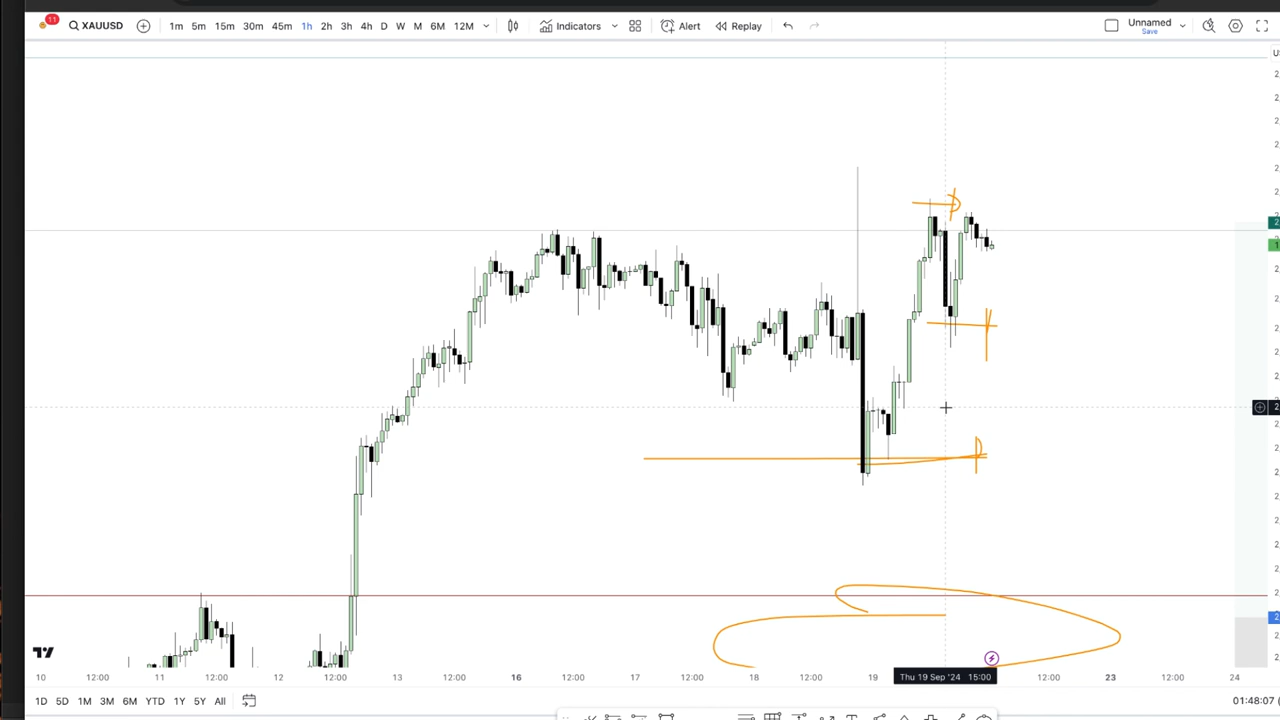 11 XAUUSD 1m 5m 15m 30m 45m 1h 2h 3h 4h D W M 6M 12M Indicators Alert Replay Unnamed
Save
10 12:00 11 12:00 12 12:00 13 12:00 16 12:00 17 12:00 18 12:00 19 Thu 19 Sep '24 15:00 12:00 23 12:00 24
1D 5D 1M 3M 6M YTD 1Y 5Y All 01:48:07